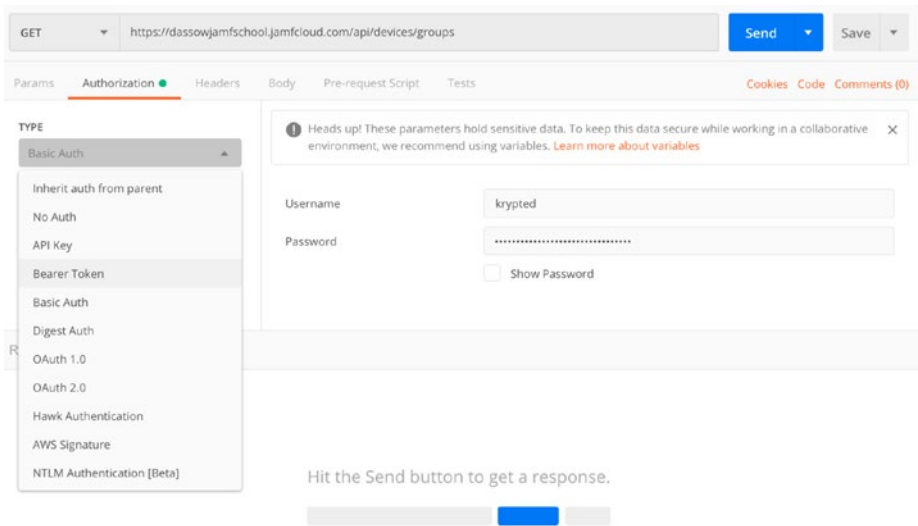 GET https://dassowjamfschool.jamfcloud.com/api/devices/groups Send Save
Params Authorization Headers Body Pre-request Script Tests Cookies Code Comments (0)
TYPE
Basic Auth
Inherit auth from parent
No Auth
API Key
Bearer Token
Basic Auth
Digest Auth
OAuth 1.0
OAuth 2.0
Hawk Authentication
AWS Signature
NTLM Authentication [Beta]
Heads up! These parameters hold sensitive data. To keep this data secure while working in a collaborative
environment, we recommend using variables. Learn more about variables
Username krypted
Password ••••••••••••••••••••••••••••••••
Show Password
R
Hit the Send button to get a response.